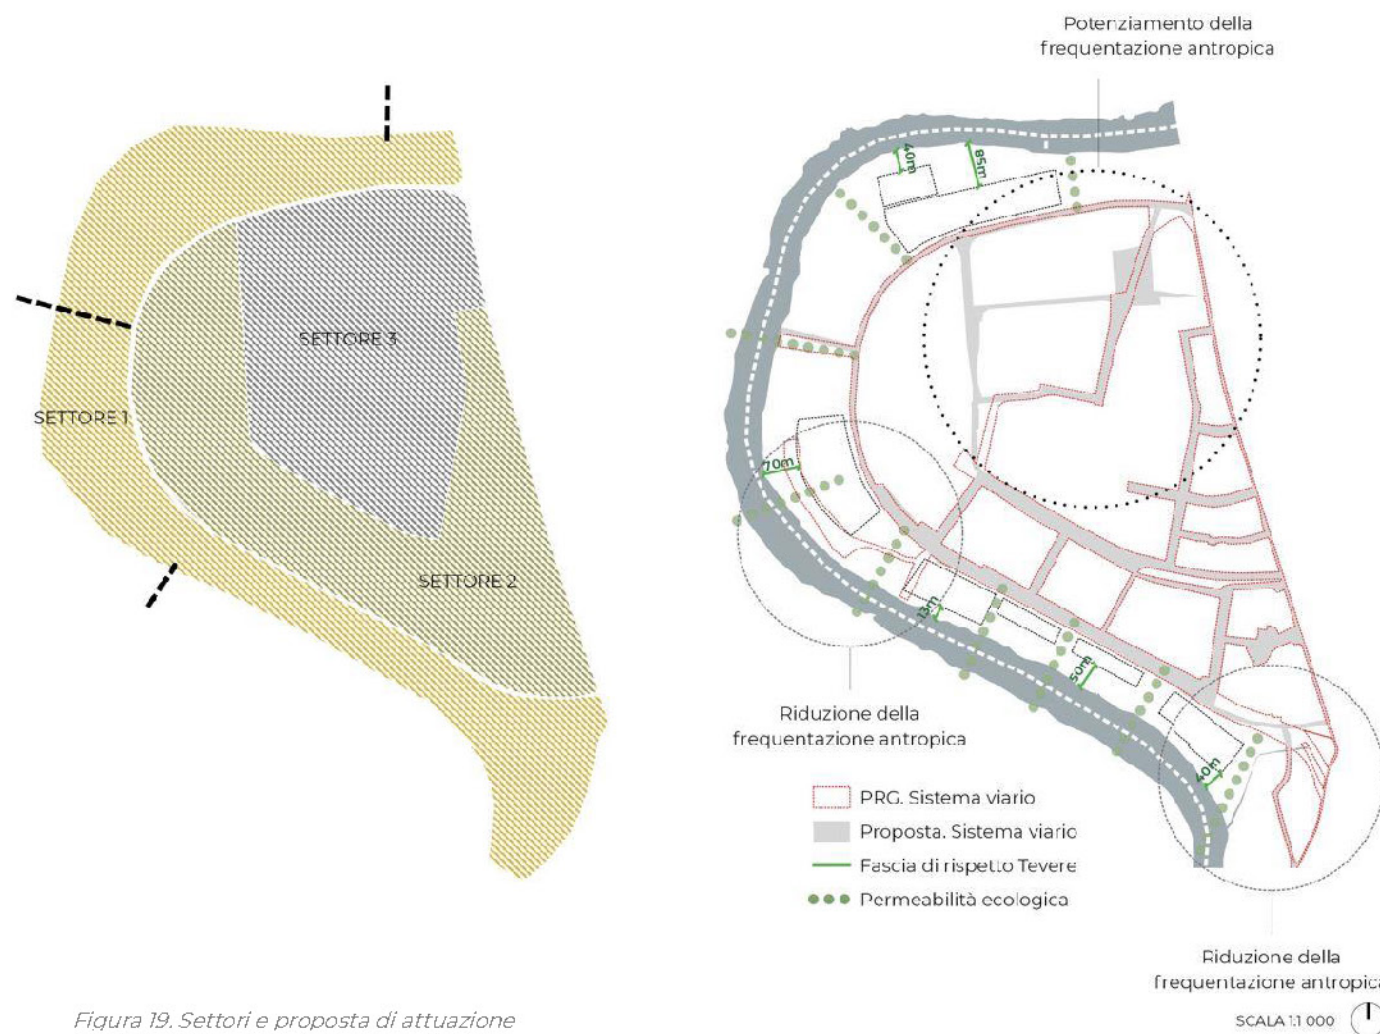 SETTORE 3
SETTORE 1
SETTORE 2
Figura 19. Settori e proposta di attuazione
Potenziamento della
frequentazione antropica
40m
85m
70m
13m
50m
40m
Riduzione della
frequentazione antropica
PRG. Sistema viario
Proposta. Sistema viario
Fascia di rispetto Tevere
Permeabilità ecologica
Riduzione della
frequentazione antropica
SCALA 1:1 000